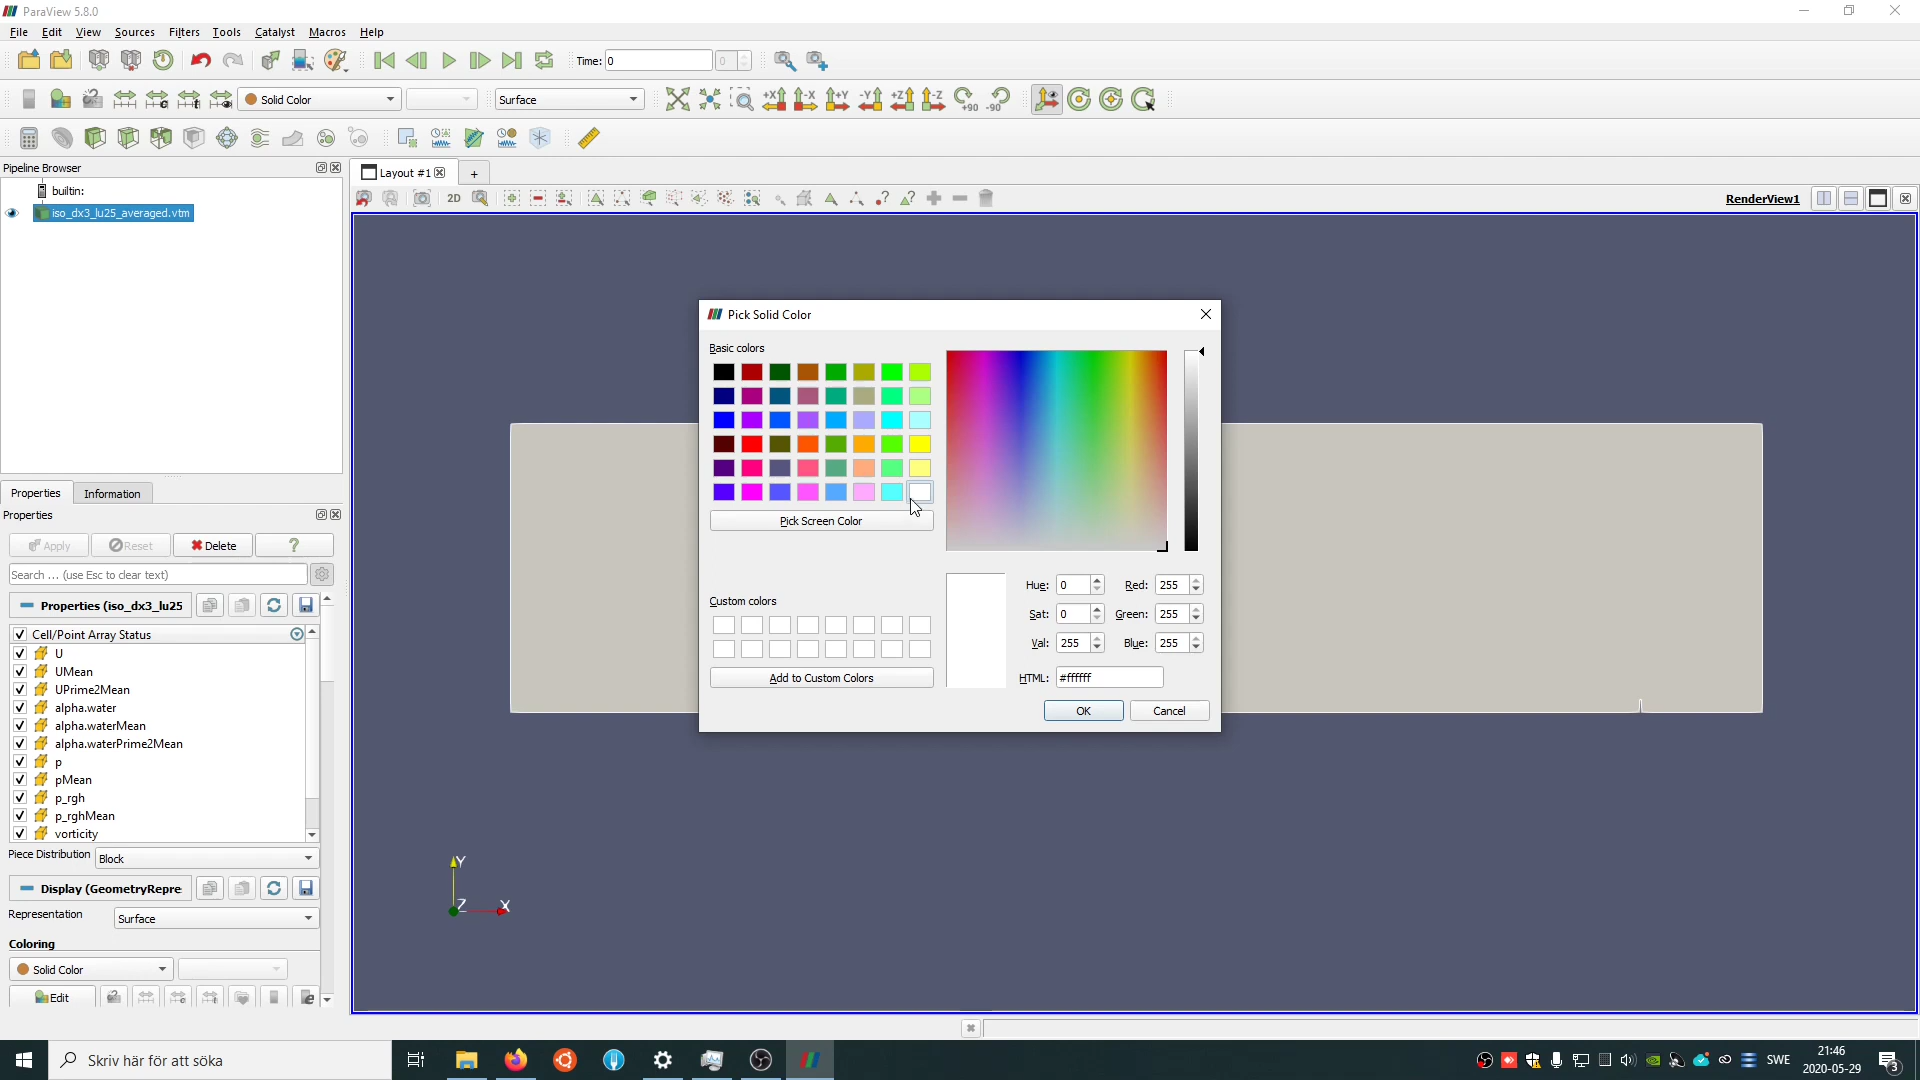 ParaView 5.8.0
File Edit View Sources Filters Tools Catalyst Macros Help
Time: 0 0
Solid Color Surface +X -X +Y -Y +Z -Z +90 -90
Pipeline Browser
builtin:
iso_dx3_lu25_averaged.vtm
Layout #1 +
2D
RenderView1
Properties Information
Properties
Apply Reset Delete ?
Search ... (use Esc to clear text)
Properties (iso_dx3_lu25
Cell/Point Array Status
U
UMean
UPrime2Mean
alpha.water
alpha.waterMean
alpha.waterPrime2Mean
p
pMean
p_rgh
p_rghMean
vorticity
Piece Distribution Block
Display (GeometryRepre
Representation Surface
Coloring
Solid Color
Edit
Pick Solid Color
Basic colors
Pick Screen Color
Custom colors
Add to Custom Colors
Hue: 0 Red: 255
Sat: 0 Green: 255
Val: 255 Blue: 255
HTML: #ffffff
OK Cancel
Y
Z X
Skriv här för att söka
SWE
21:46
2020-05-29
3